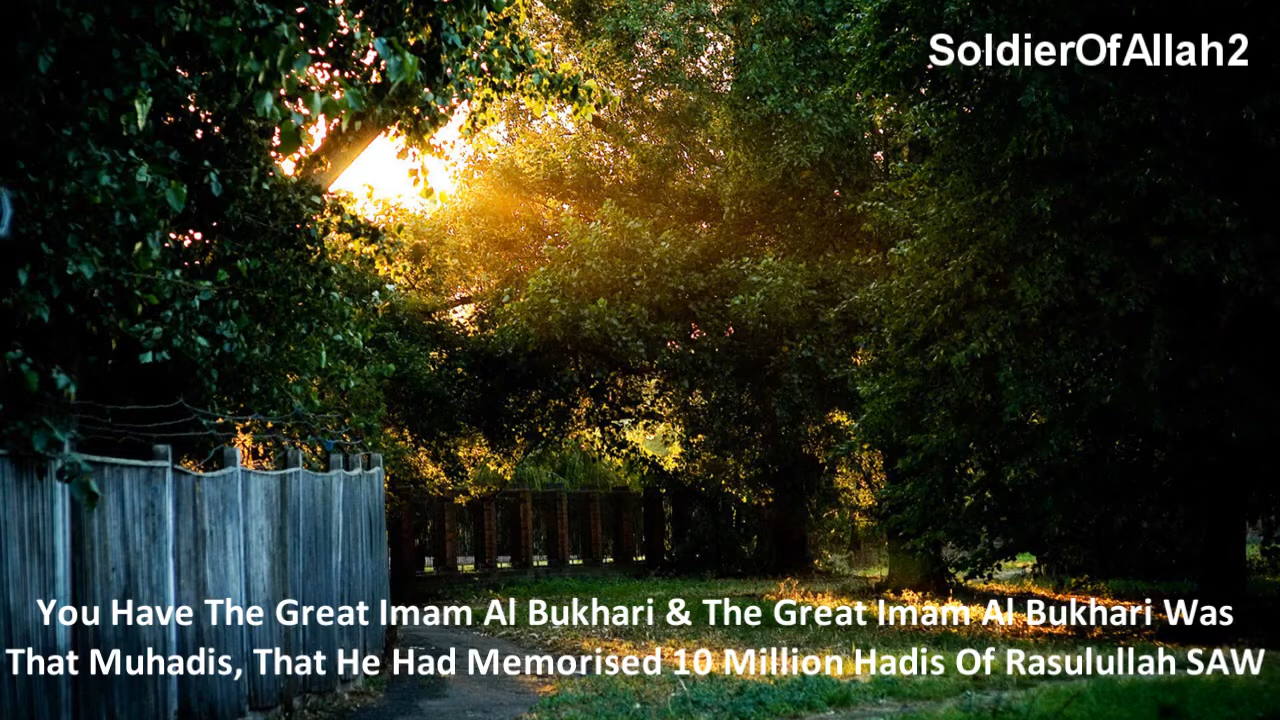 SoldierOfAllah2
You Have The Great Imam Al Bukhari & The Great Imam Al Bukhari Was
That Muhadis, That He Had Memorised 10 Million Hadis Of Rasulullah SAW